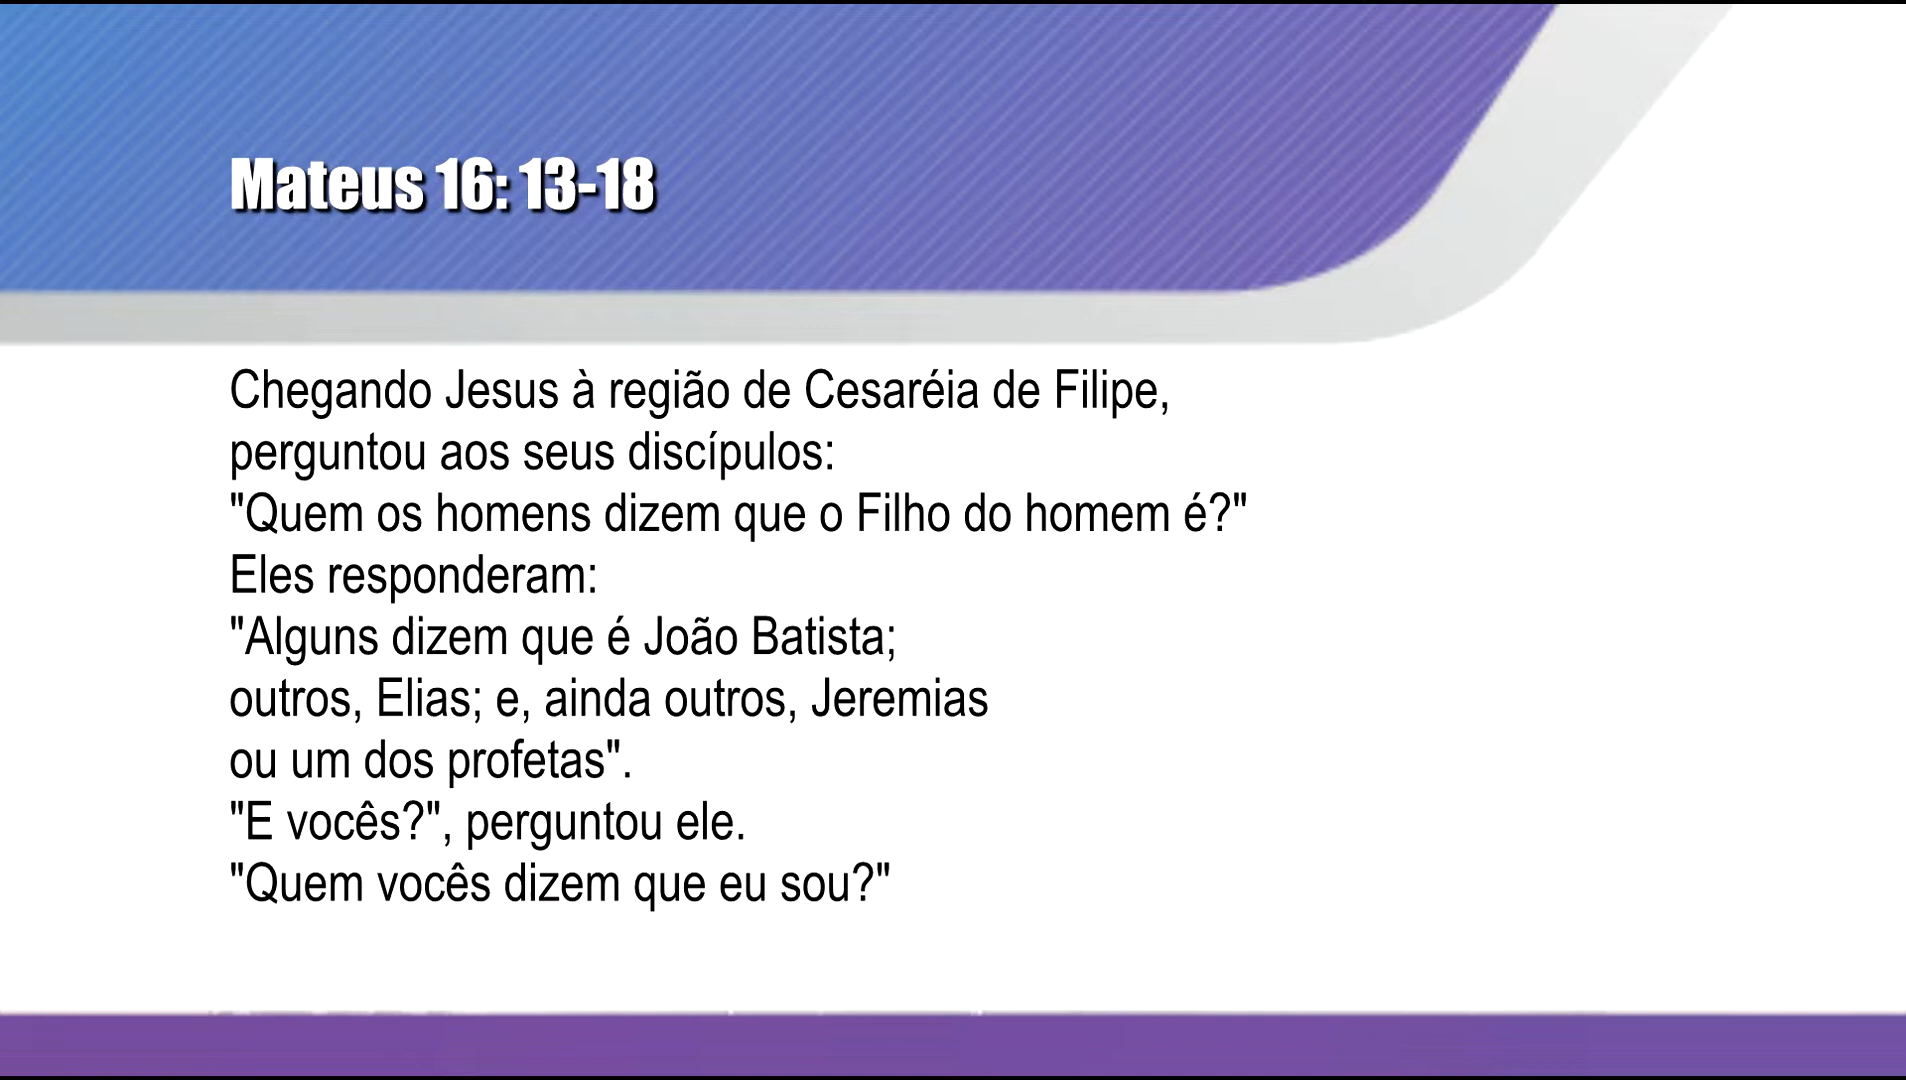 Mateus 16: 13-18
Chegando Jesus à região de Cesaréia de Filipe,
perguntou aos seus discípulos:
"Quem os homens dizem que o Filho do homem é?"
Eles responderam:
"Alguns dizem que é João Batista;
outros, Elias; e, ainda outros, Jeremias
ou um dos profetas".
"E vocês?", perguntou ele.
"Quem vocês dizem que eu sou?"